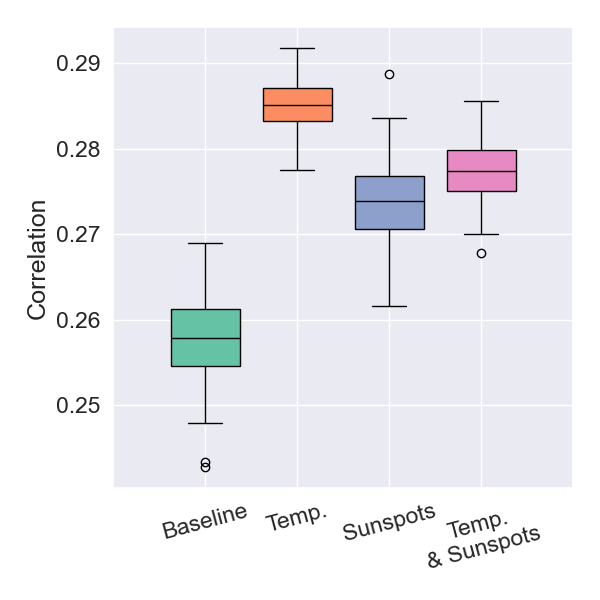 0.29
0.28
0.27
0.26
0.25
Correlation
Baseline
Temp.
Sunspots
Temp.
& Sunspots